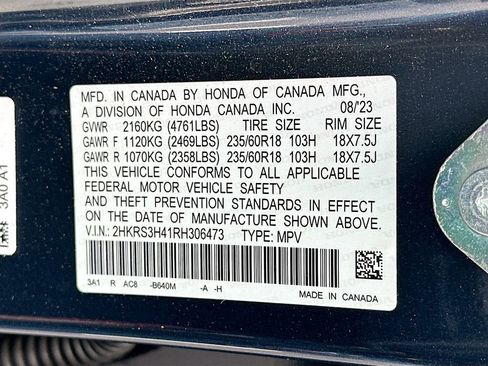 MFD. IN CANADA BY HONDA OF CANADA MFG.,
A DIVISION OF HONDA CANADA INC. 08/'23
GVWR 2160KG (4761LBS) TIRE SIZE RIM SIZE
GAWR F 1120KG (2469LBS) 235/60R18 103H 18X7.5J
GAWR R 1070KG (2358LBS) 235/60R18 103H 18X7.5J
THIS VEHICLE CONFORMS TO ALL APPLICABLE
FEDERAL MOTOR VEHICLE SAFETY
AND THEFT PREVENTION STANDARDS IN EFFECT
ON THE DATE OF MANUFACTURE SHOWN ABOVE.
V.I.N.: 2HKRS3H41RH306473 TYPE: MPV
3A1 R AC8 -B640M -A -H
MADE IN CANADA
3A0 A1